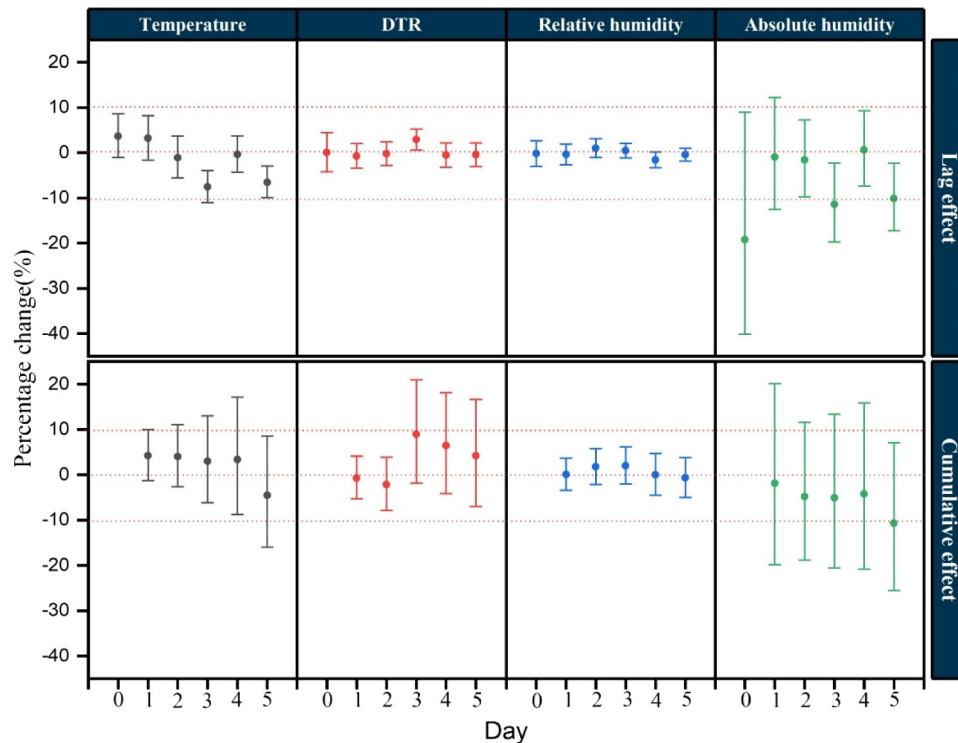 Temperature DTR Relative humidity Absolute humidity
20
10
0
-10
-20
-30
-40
Lag effect
Percentage change(%)
20
10
0
-10
-20
-30
-40
Cumulative effect
0 1 2 3 4 5 0 1 2 3 4 5 0 1 2 3 4 5 0 1 2 3 4 5
Day